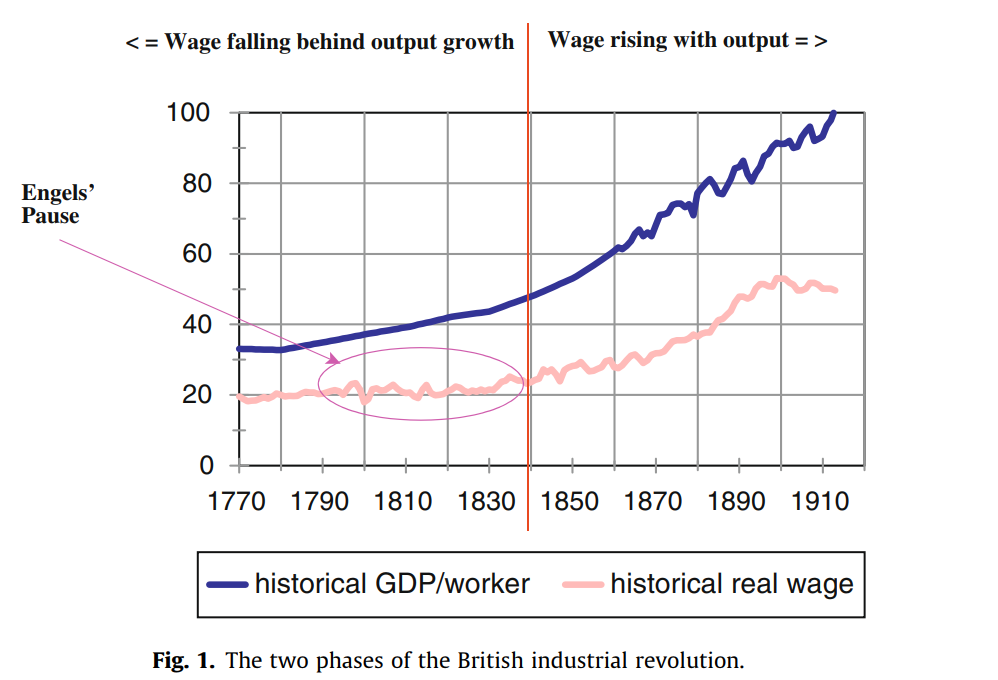 < = Wage falling behind output growth
Wage rising with output = >
Engels’
Pause
100
80
60
40
20
0
1770 1790 1810 1830 1850 1870 1890 1910
historical GDP/worker historical real wage
Fig. 1. The two phases of the British industrial revolution.